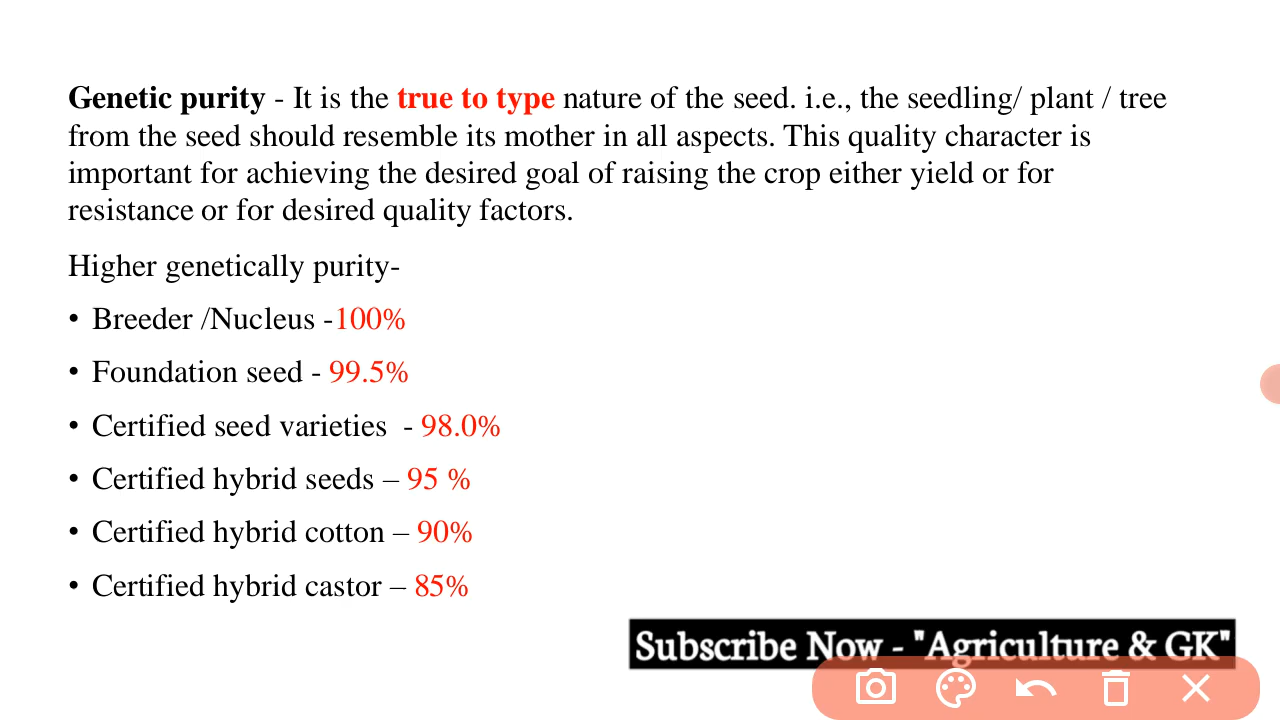 Genetic purity - It is the true to type nature of the seed. i.e., the seedling/ plant / tree
from the seed should resemble its mother in all aspects. This quality character is
important for achieving the desired goal of raising the crop either yield or for
resistance or for desired quality factors.
Higher genetically purity-
• Breeder /Nucleus -100%
• Foundation seed - 99.5%
• Certified seed varieties  - 98.0%
• Certified hybrid seeds – 95 %
• Certified hybrid cotton – 90%
• Certified hybrid castor – 85%
Subscribe Now - "Agriculture & GK"